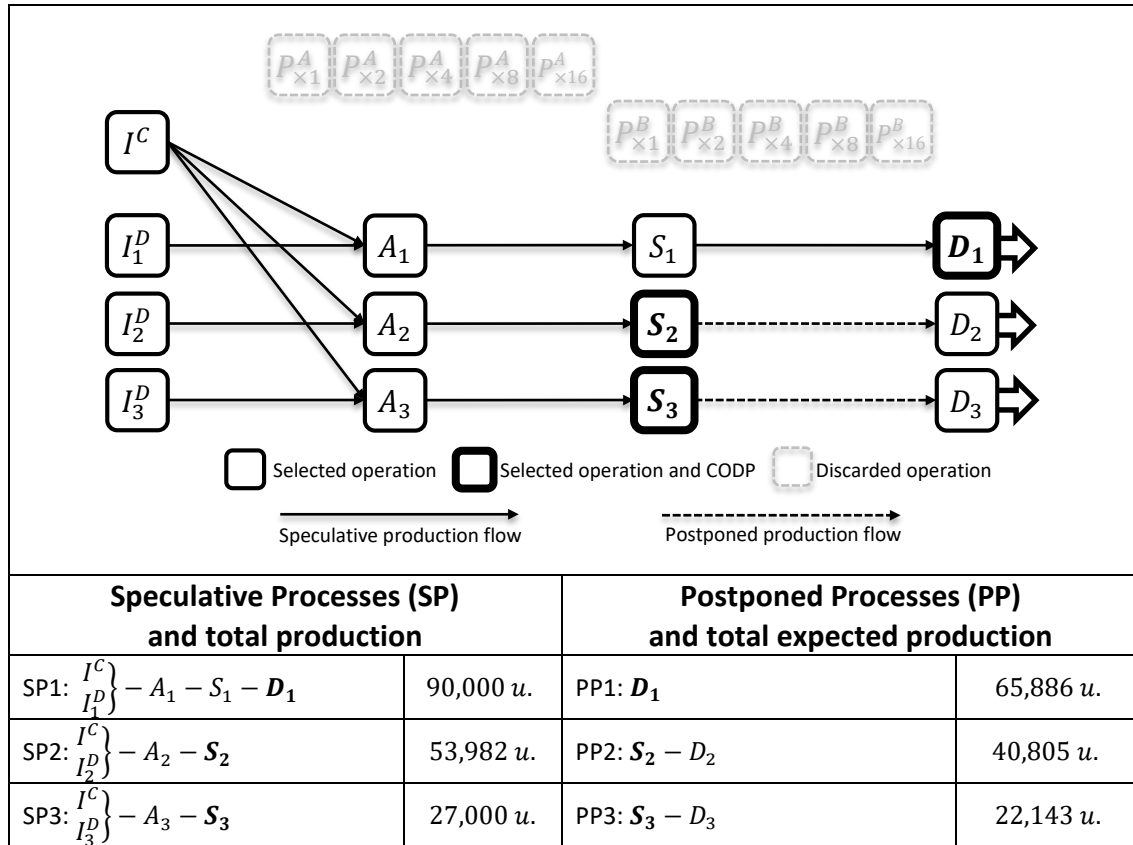 P^A_×1 P^A_×2 P^A_×4 P^A_×8 P^A_×16
P^B_×1 P^B_×2 P^B_×4 P^B_×8 P^B_×16
I^C
I^D_1 A_1 S_1 D_1
I^D_2 A_2 S_2 D_2
I^D_3 A_3 S_3 D_3
Selected operation Selected operation and CODP Discarded operation
Speculative production flow Postponed production flow
Speculative Processes (SP)
and total production
Postponed Processes (PP)
and total expected production
SP1: I^C I^D_1} − A_1 − S_1 − D_1 90,000 u. PP1: D_1 65,886 u.
SP2: I^C I^D_2} − A_2 − S_2 53,982 u. PP2: S_2 − D_2 40,805 u.
SP3: I^C I^D_3} − A_3 − S_3 27,000 u. PP3: S_3 − D_3 22,143 u.